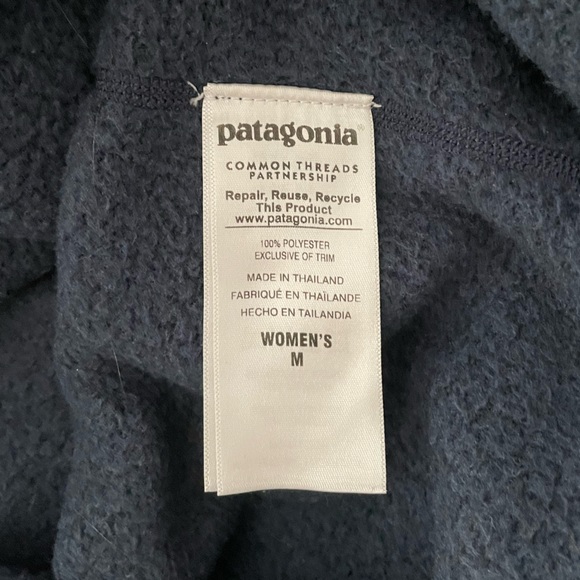 patagonia
COMMON THREADS
PARTNERSHIP
Repair, Reuse, Recycle
This Product
www.patagonia.com
100% POLYESTER
EXCLUSIVE OF TRIM
MADE IN THAILAND
FABRIQUÉ EN THAÏLANDE
HECHO EN TAILANDIA
WOMEN'S
M